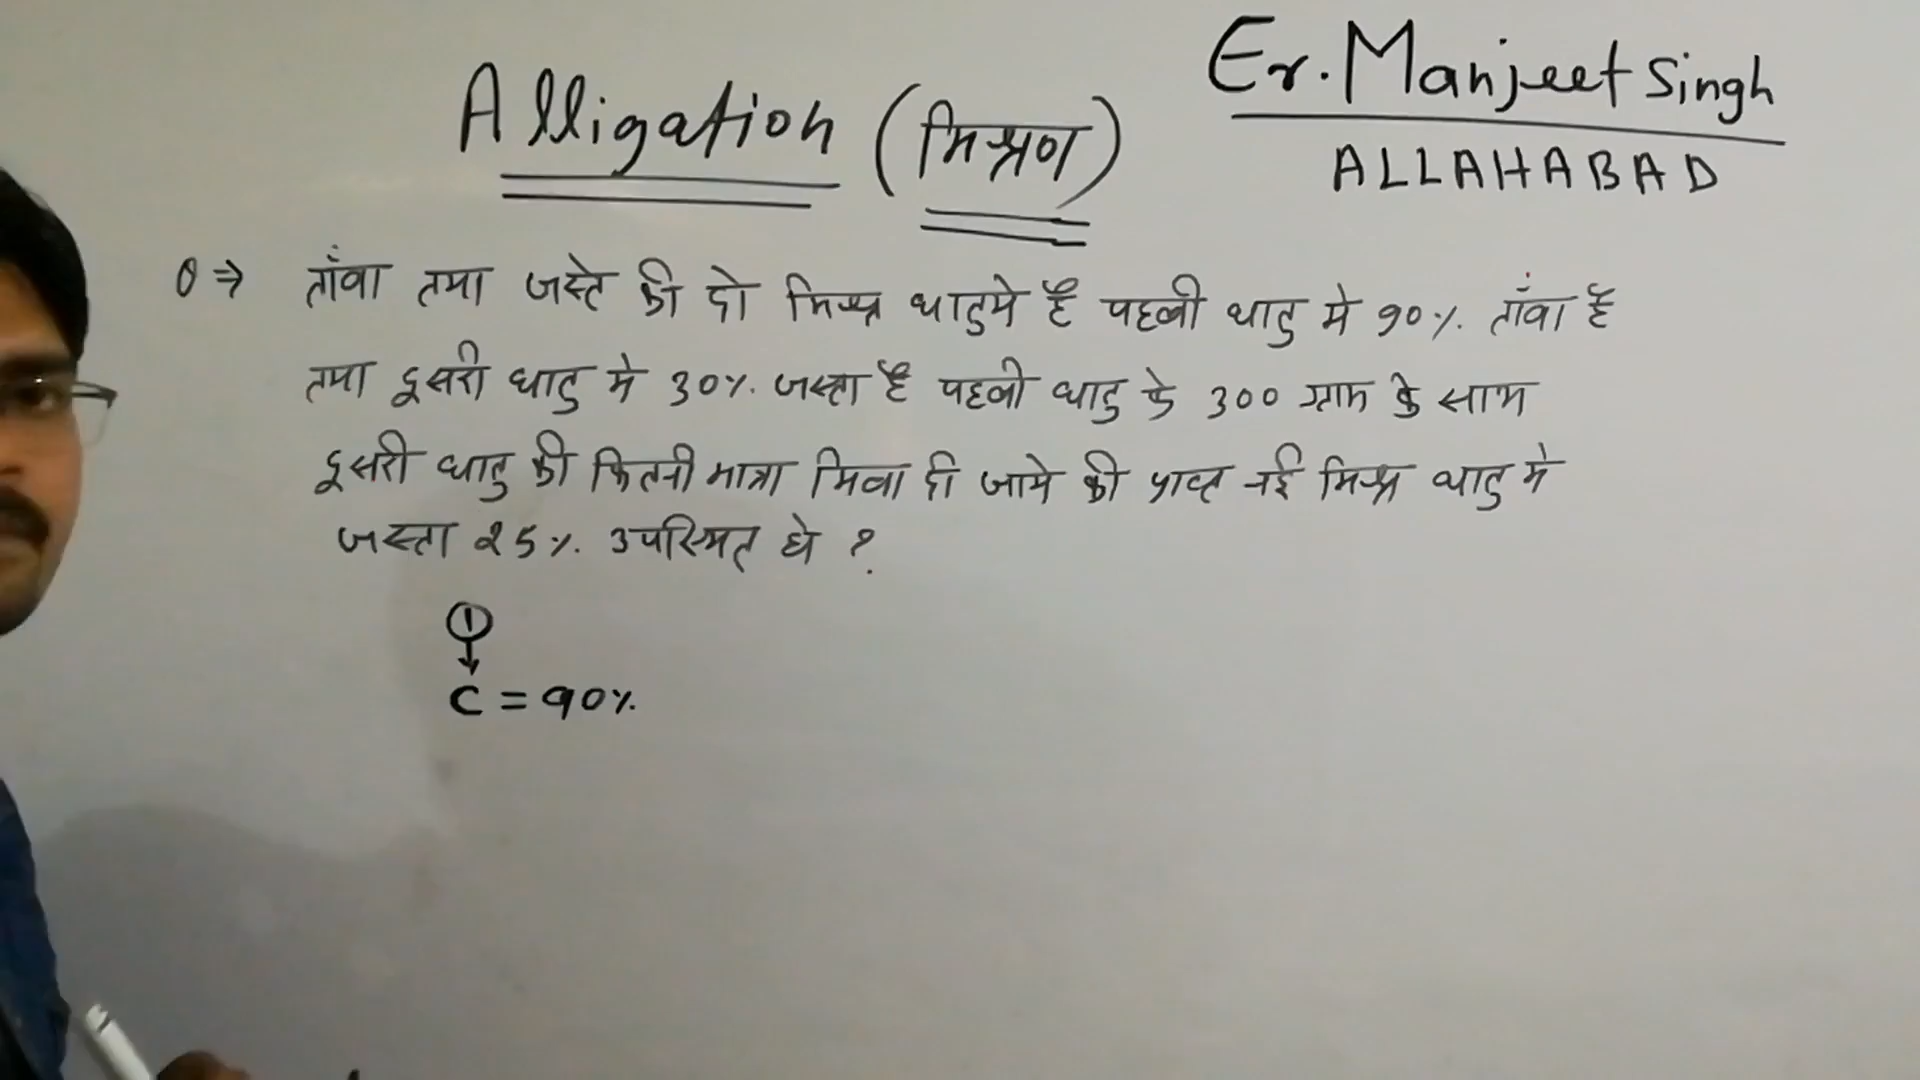 Alligation (मिश्रण)
Er. Manjeet Singh
ALLAHABAD
Q ⇒ ताँवा तथा जस्ते की दो मिश्र धातुये है पहली धातु मे 90%. ताँवा है
तथा दूसरी धातु मे 30%. जस्ता है पहली धातु के 300 ग्राम के साथ
दूसरी धातु की कितनी मात्रा मिला दी जाये की प्राप्त नई मिश्र धातु मे
जस्ता 25%. उपस्थित हो ?
1
C = 90%.